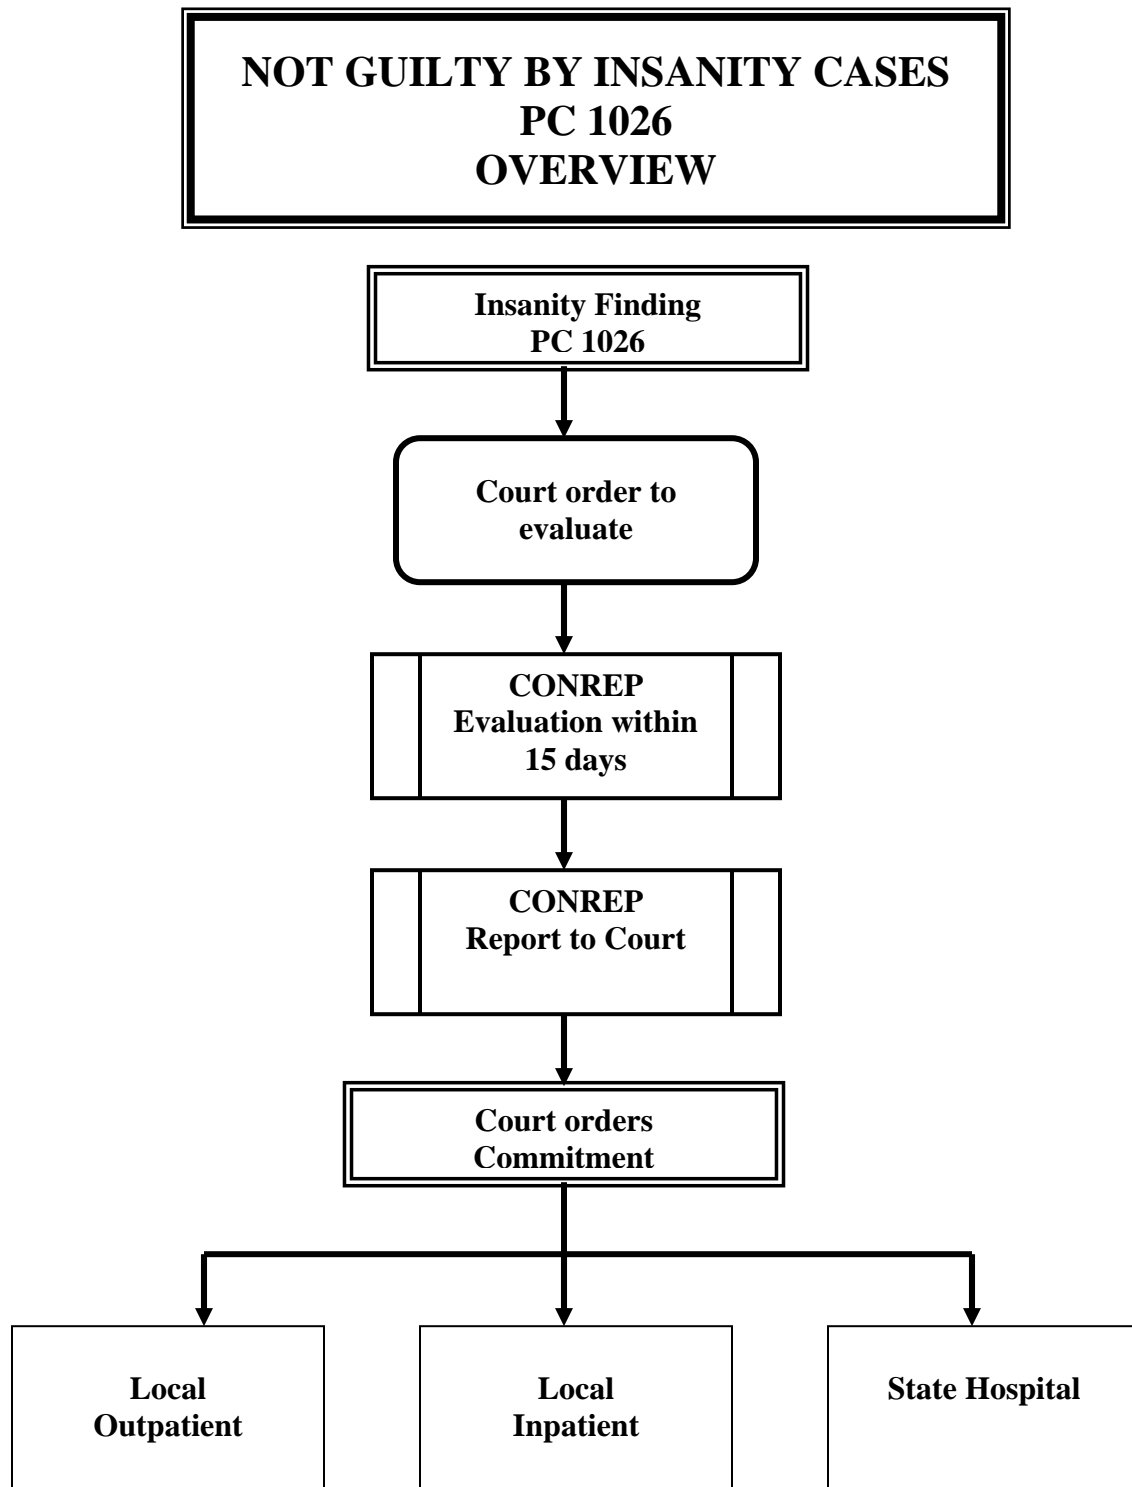 NOT GUILTY BY INSANITY CASES
PC 1026
OVERVIEW
Insanity Finding
PC 1026
Court order to
evaluate
CONREP
Evaluation within
15 days
CONREP
Report to Court
Court orders
Commitment
Local
Outpatient
Local
Inpatient
State Hospital